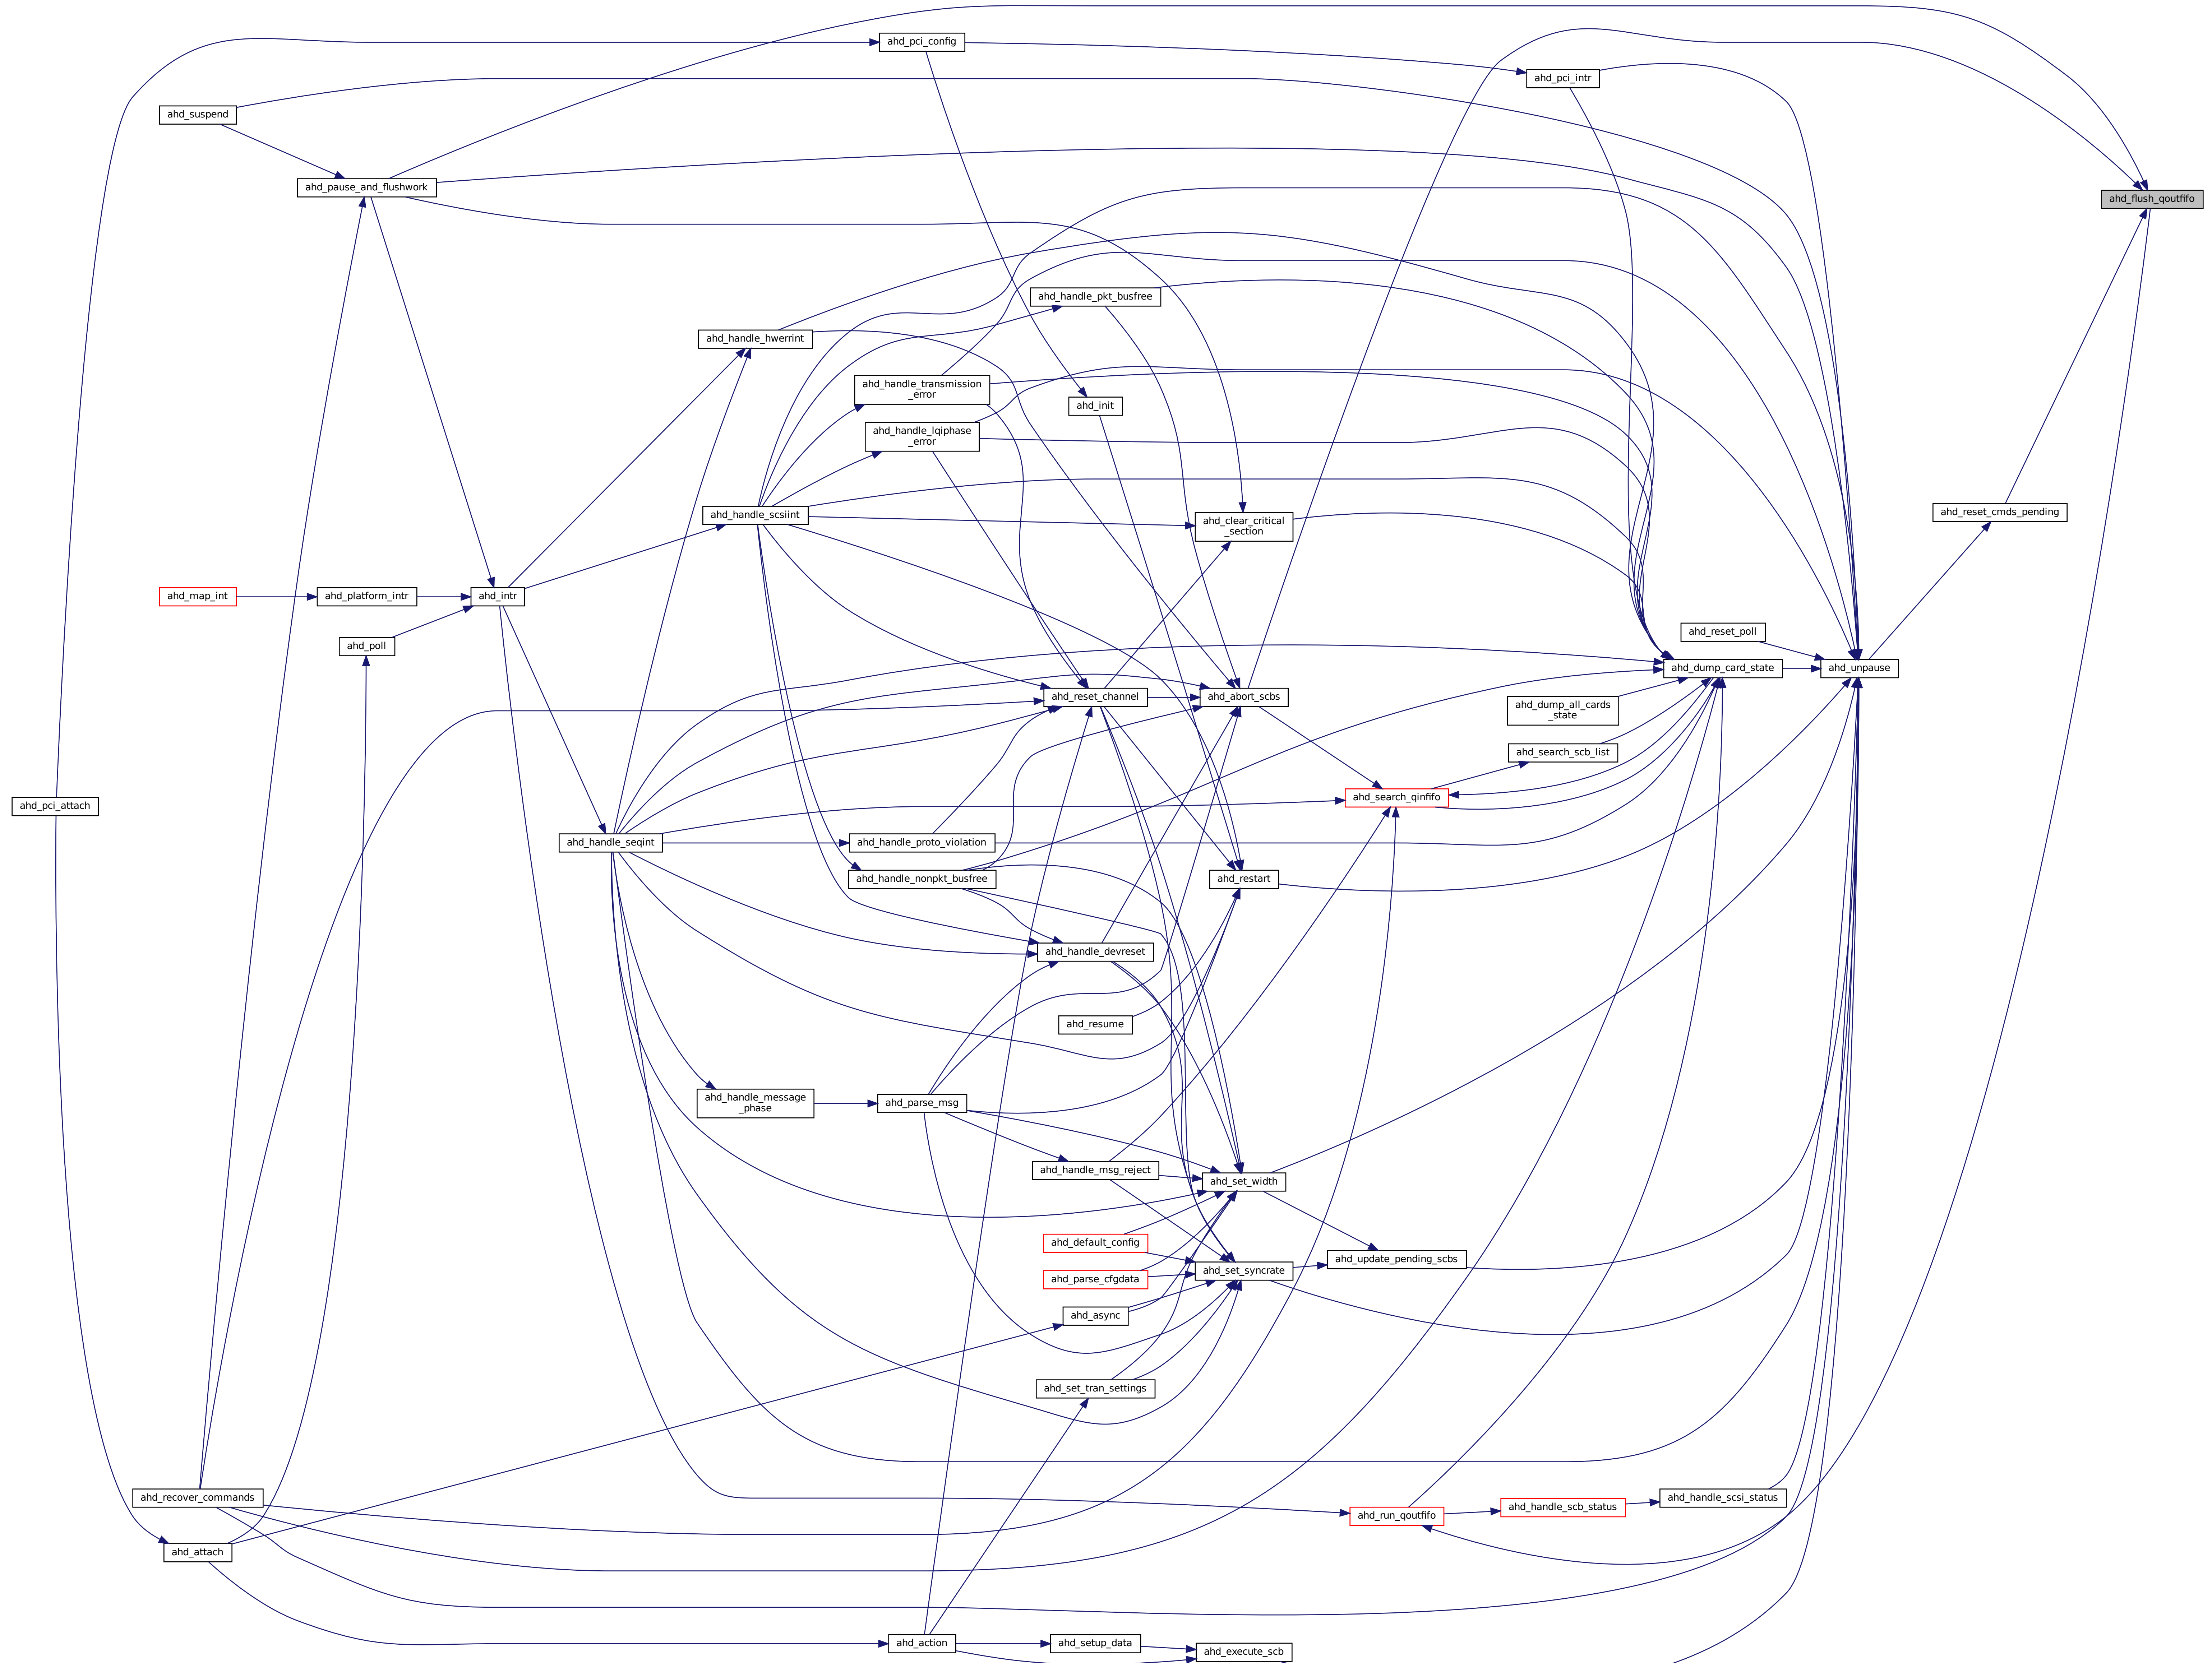 ahd_pci_config
ahd_pci_intr
ahd_suspend
ahd_pause_and_flushwork
ahd_flush_qoutfifo
ahd_handle_pkt_busfree
ahd_handle_hwerrint
ahd_handle_transmission
_error
ahd_init
ahd_handle_lqiphase
_error
ahd_handle_scsiint
ahd_clear_critical
_section
ahd_reset_cmds_pending
ahd_map_int
ahd_platform_intr
ahd_intr
ahd_reset_poll
ahd_poll
ahd_dump_card_state
ahd_unpause
ahd_reset_channel
ahd_abort_scbs
ahd_dump_all_cards
_state
ahd_search_scb_list
ahd_search_qinfifo
ahd_pci_attach
ahd_handle_seqint
ahd_handle_proto_violation
ahd_handle_nonpkt_busfree
ahd_restart
ahd_handle_devreset
ahd_resume
ahd_handle_message
_phase
ahd_parse_msg
ahd_handle_msg_reject
ahd_set_width
ahd_default_config
ahd_update_pending_scbs
ahd_set_syncrate
ahd_parse_cfgdata
ahd_async
ahd_set_tran_settings
ahd_recover_commands
ahd_handle_scsi_status
ahd_handle_scb_status
ahd_run_qoutfifo
ahd_attach
ahd_action
ahd_setup_data
ahd_execute_scb